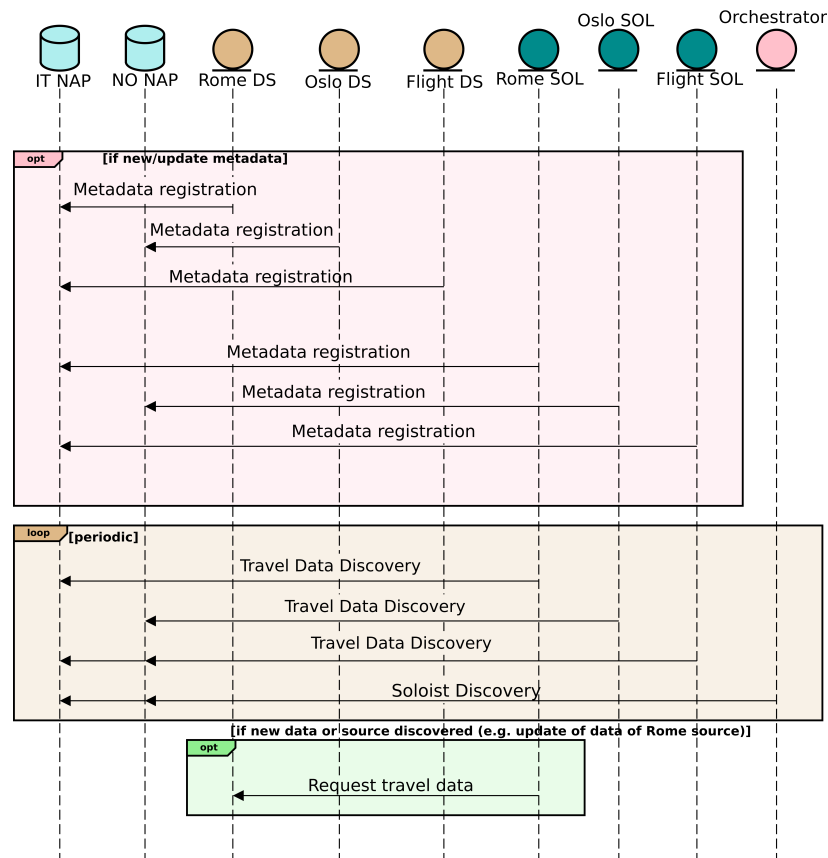 Oslo SOL
Orchestrator
IT NAP
NO NAP
Rome DS
Oslo DS
Flight DS
Rome SOL
Flight SOL
opt
[if new/update metadata]
Metadata registration
Metadata registration
Metadata registration
Metadata registration
Metadata registration
Metadata registration
loop
[periodic]
Travel Data Discovery
Travel Data Discovery
Travel Data Discovery
Soloist Discovery
[if new data or source discovered (e.g. update of data of Rome source)]
opt
Request travel data